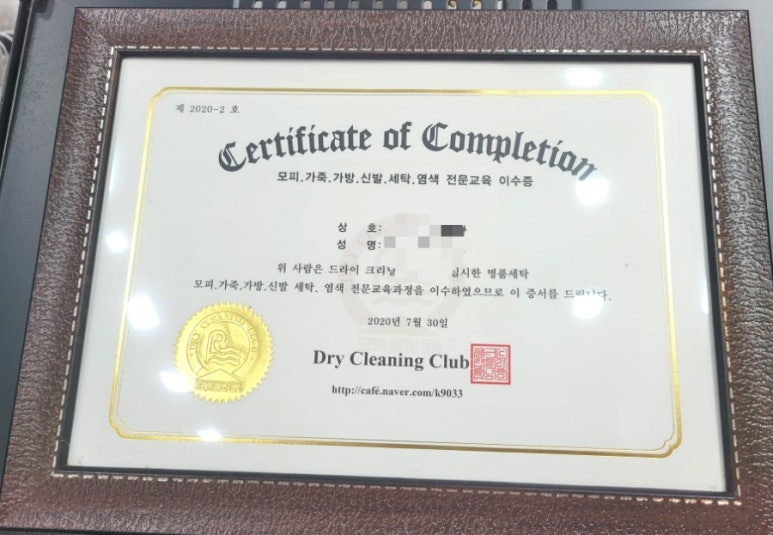 제 2020-2 호
Certificate of Completion
모피.가죽.가방.신발.세탁.염색 전문교육 이수증
상 호:
성 명:
위 사람은 드라이 크리닝 실시한 명품세탁
모피.가죽.가방.신발 세탁. 염색 전문교육과정을 이수하였으므로 이 증서를 드립니다.
2020년 7월 30일
Dry Cleaning Club
http://café.naver.com/k9033
DRY CLEANING CLUB